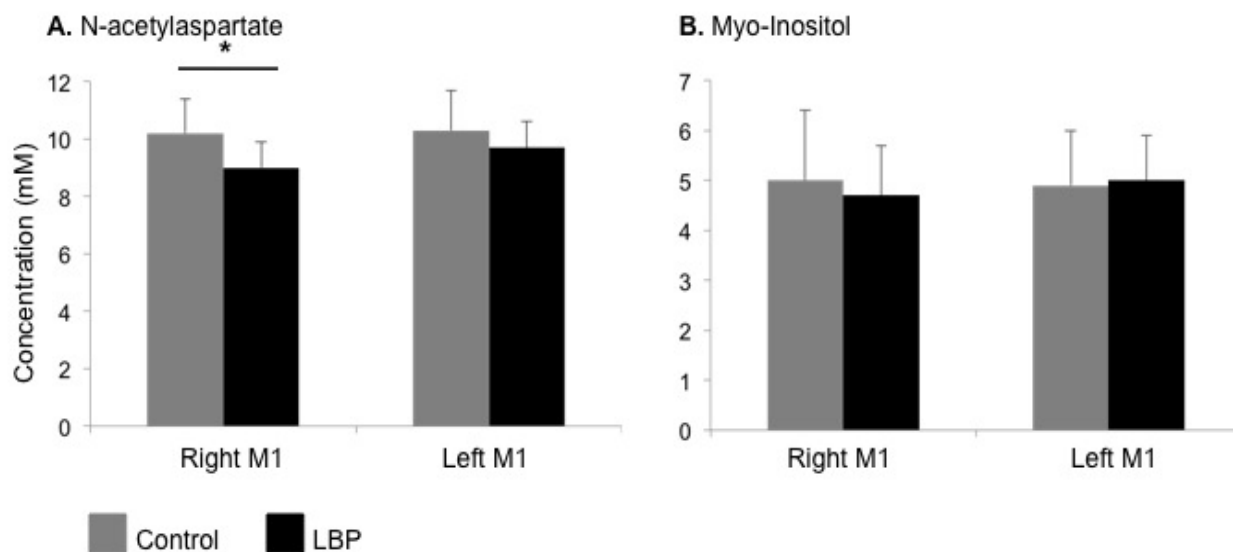 A. N-acetylaspartate
*
12
10
8
6
4
2
0
Concentration (mM)
Right M1 Left M1
B. Myo-Inositol
7
6
5
4
3
2
1
0
Right M1 Left M1
Control LBP